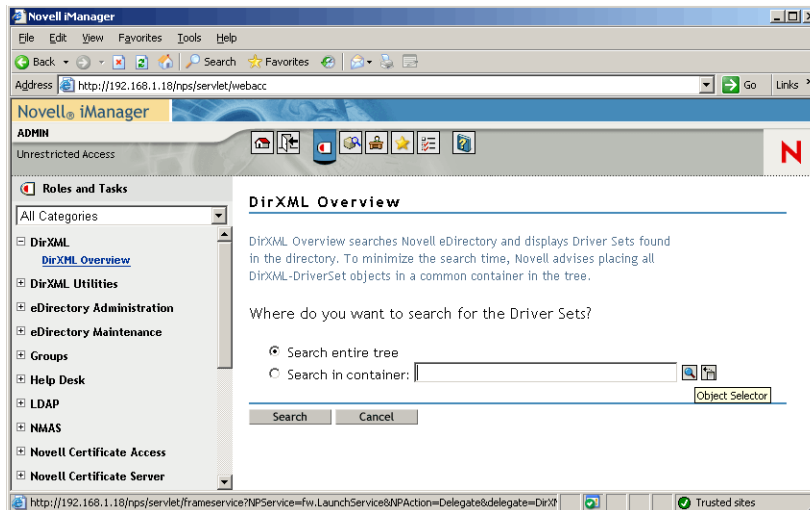 Novell iManager
File Edit View Favorites Tools Help
Back Search Favorites
Address http://192.168.1.18/nps/servlet/webacc Go Links »
Novell® iManager
ADMIN
Unrestricted Access
N
Roles and Tasks
All Categories
DirXML
DirXML Overview
DirXML Utilities
eDirectory Administration
eDirectory Maintenance
Groups
Help Desk
LDAP
NMAS
Novell Certificate Access
Novell Certificate Server
DirXML Overview
DirXML Overview searches Novell eDirectory and displays Driver Sets found
in the directory. To minimize the search time, Novell advises placing all
DirXML-DriverSet objects in a common container in the tree.
Where do you want to search for the Driver Sets?
Search entire tree
Search in container:
Object Selector
Search Cancel
http://192.168.1.18/nps/servlet/frameservice?NPService=fw.LaunchService&NPAction=Delegate&delegate=DirX Trusted sites